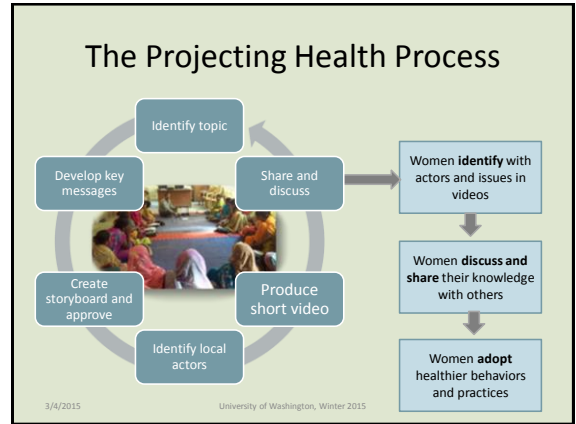 The Projecting Health Process
Identify topic
Develop key
messages
Create
storyboard and
approve
Identify local
actors
Produce
short video
Share and
discuss
Women identify with
actors and issues in
videos
Women discuss and
share their knowledge
with others
Women adopt
healthier behaviors
and practices
3/4/2015
University of Washington, Winter 2015